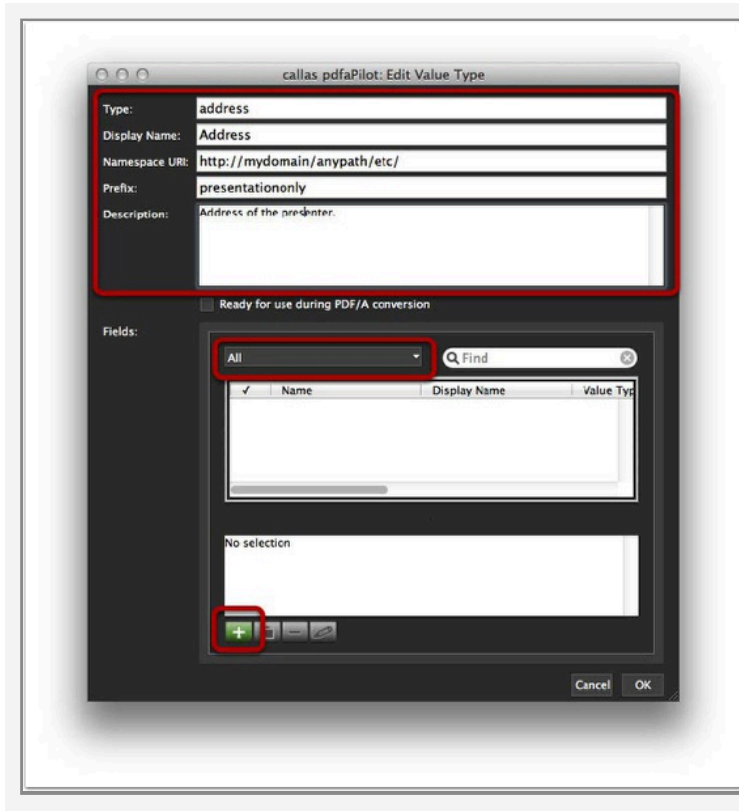 callas pdfaPilot: Edit Value Type
Type: address
Display Name: Address
Namespace URI: http://mydomain/anypath/etc/
Prefix: presentationonly
Description: Address of the presenter.
Ready for use during PDF/A conversion
Fields:
All Find
✓ Name Display Name Value Typ
No selection
Cancel OK